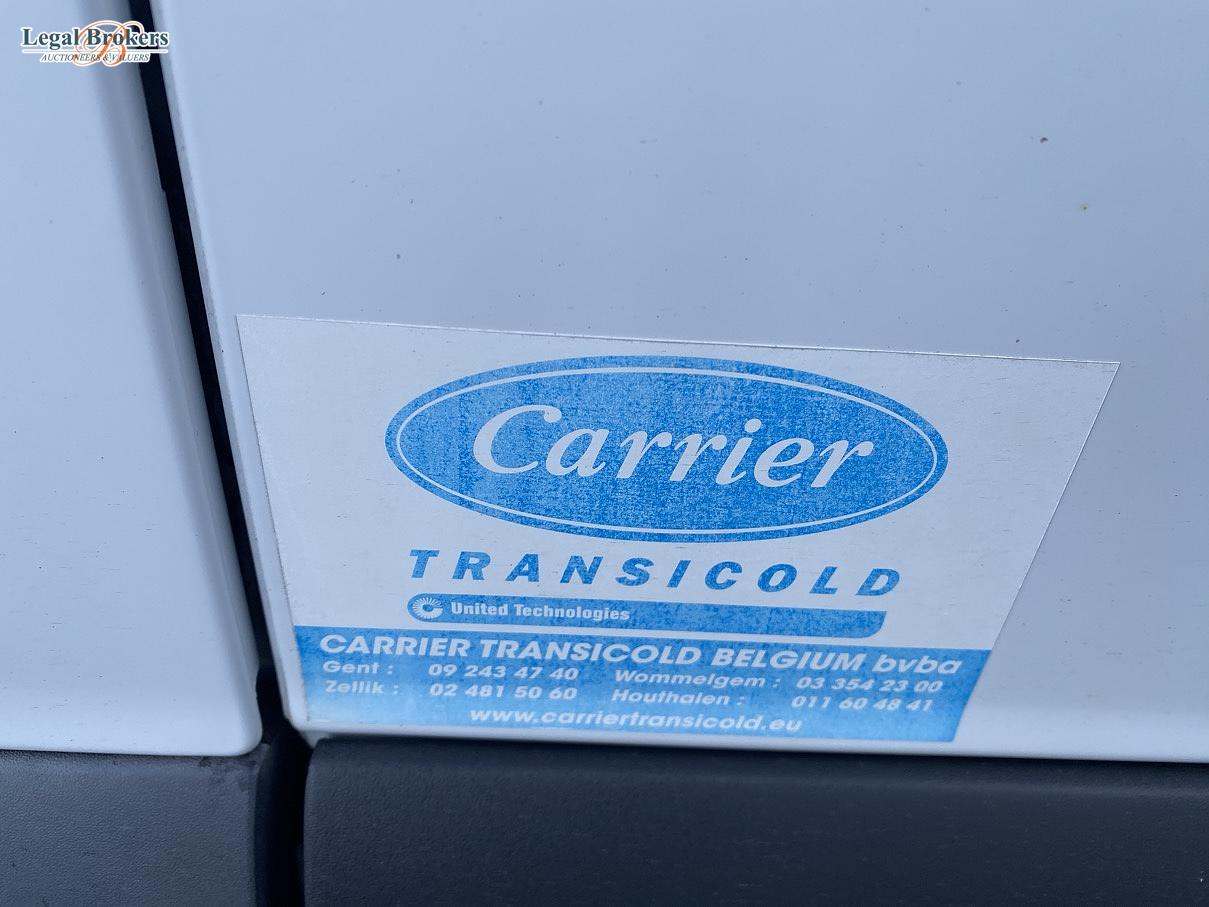 Legal Brokers
AUCTIONEERS & VALUERS
Carrier
TRANSICOLD
United Technologies
CARRIER TRANSICOLD BELGIUM bvba
Gent : 09 243 47 40 Wommelgem : 03 354 23 00
Zellik : 02 481 50 60 Houthalen : 011 60 48 41
www.carriertransicold.eu